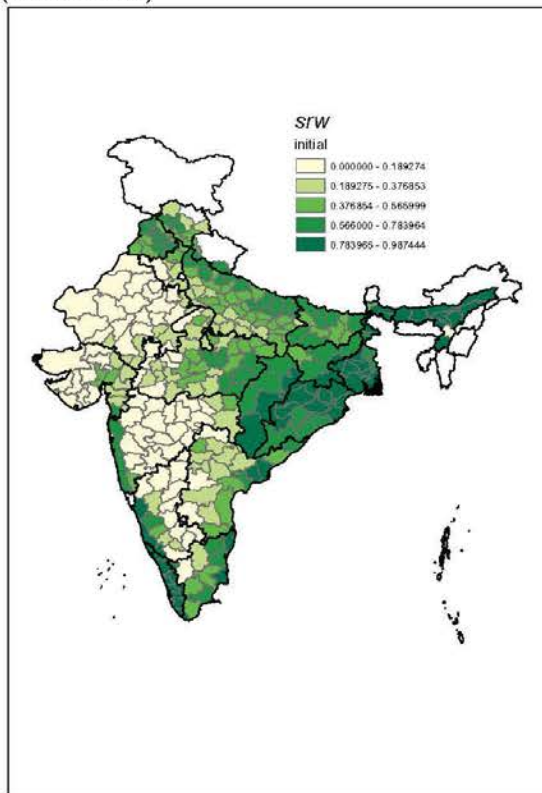 srw
initial
0.000000 - 0.189274
0.189275 - 0.376853
0.376854 - 0.565999
0.566000 - 0.783964
0.783965 - 0.987444